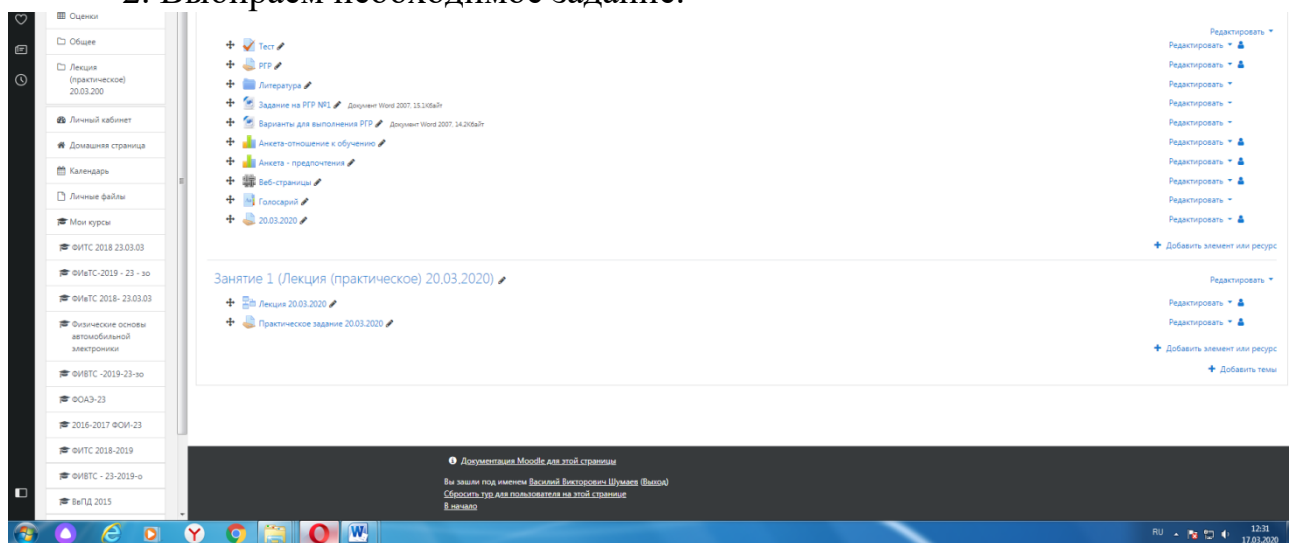 2. Выбираем необходимое задание.
Оценки
Общее
Лекция
(практическое)
20.03.200
Личный кабинет
Домашняя страница
Календарь
Личные файлы
Мои курсы
ФИТС 2018 23.03.03
ФИвТС-2019 - 23 - зо
ФИвТС 2018- 23.03.03
Физические основы
автомобильной
электроники
ФИВТС -2019-23-зо
ФОАЭ-23
2016-2017 ФОИ-23
ФИТС 2018-2019
ФИВТС - 23-2019-о
ВеПД 2015
Редактировать
Тест Редактировать
РГР Редактировать
Литература Редактировать
Задание на РГР №1 Документ Word 2007, 15.1Кбайт Редактировать
Варианты для выполнения РГР Документ Word 2007, 14.2Кбайт Редактировать
Анкета-отношение к обучению Редактировать
Анкета - предпочтения Редактировать
Веб-страницы Редактировать
Голосарий Редактировать
20.03.2020 Редактировать
Добавить элемент или ресурс
Занятие 1 (Лекция (практическое) 20.03.2020) Редактировать
Лекция 20.03.2020 Редактировать
Практическое задание 20.03.2020 Редактировать
Добавить элемент или ресурс
Добавить темы
Документация Moodle для этой страницы
Вы зашли под именем Василий Викторович Шумаев (Выход)
Сбросить тур для пользователя на этой странице
В начало
RU
12:31
17.03.2020